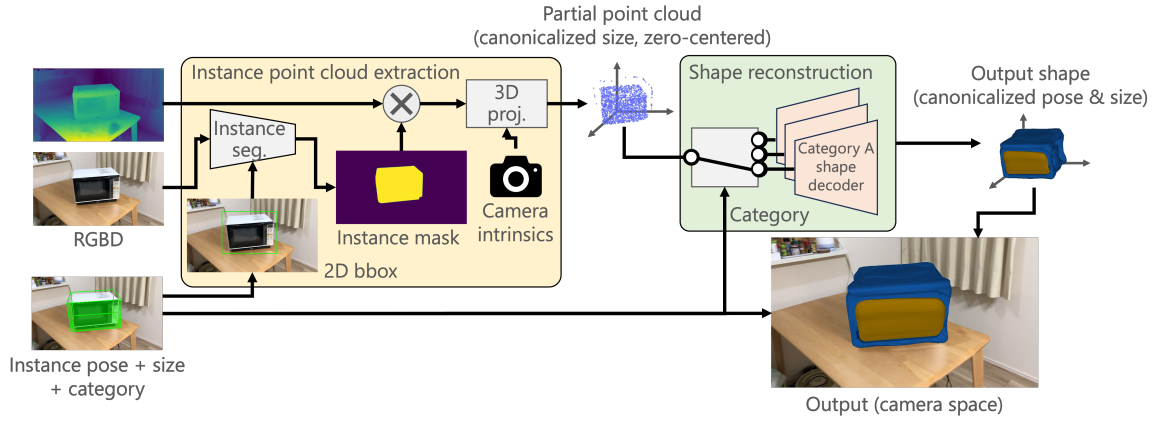 Partial point cloud
(canonicalized size, zero-centered)
Instance point cloud extraction
Instance
seg.
3D
proj.
Instance mask
Camera
intrinsics
2D bbox
RGBD
Instance pose + size
+ category
Shape reconstruction
Category A
shape
decoder
Category
Output shape
(canonicalized pose & size)
Output (camera space)